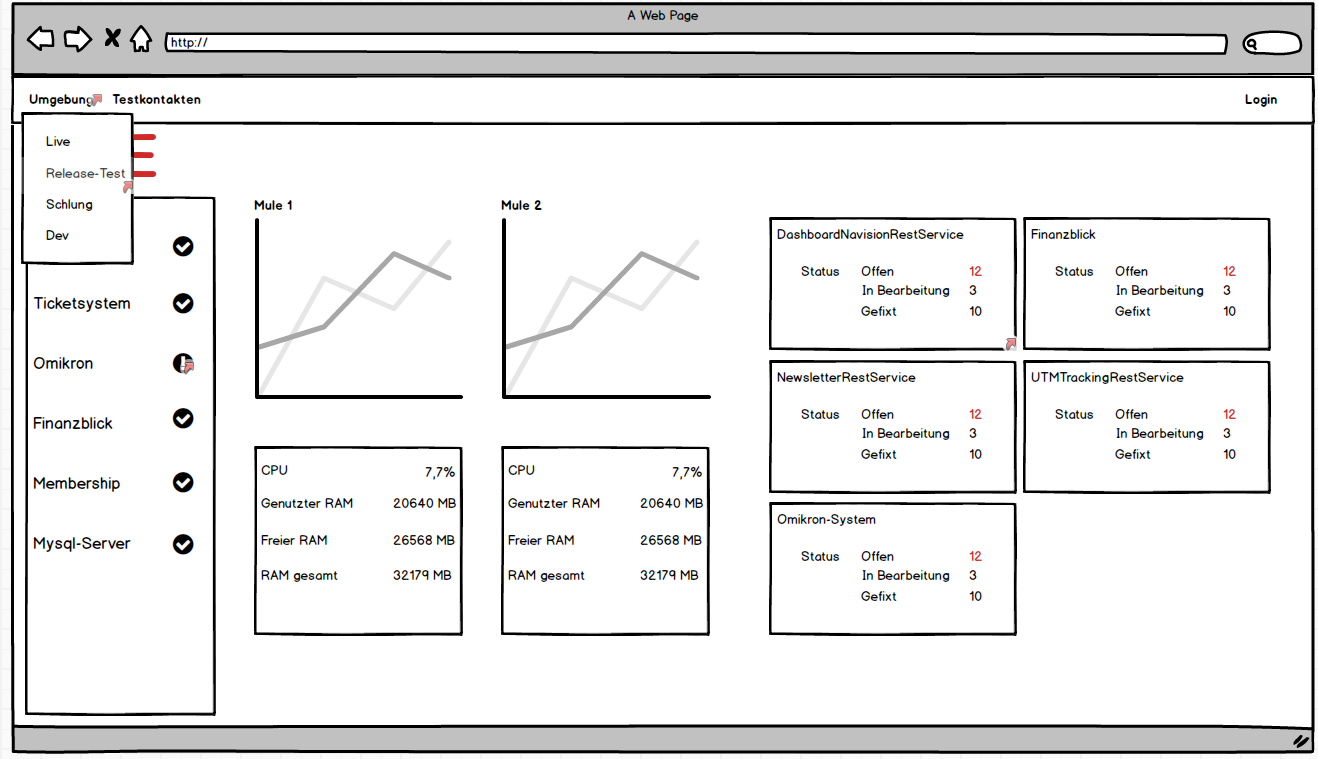 A Web Page
http://
Umgebung Testkontakten Login
Live
Release-Test
Schlung
Dev
Ticketsystem
Omikron
Finanzblick
Membership
Mysql-Server
Mule 1
CPU 7,7%
Genutzter RAM 20640 MB
Freier RAM 26568 MB
RAM gesamt 32179 MB
Mule 2
CPU 7,7%
Genutzter RAM 20640 MB
Freier RAM 26568 MB
RAM gesamt 32179 MB
DashboardNavisionRestService
Status Offen 12
In Bearbeitung 3
Gefixt 10
Finanzblick
Status Offen 12
In Bearbeitung 3
Gefixt 10
NewsletterRestService
Status Offen 12
In Bearbeitung 3
Gefixt 10
UTMTrackingRestService
Status Offen 12
In Bearbeitung 3
Gefixt 10
Omikron-System
Status Offen 12
In Bearbeitung 3
Gefixt 10